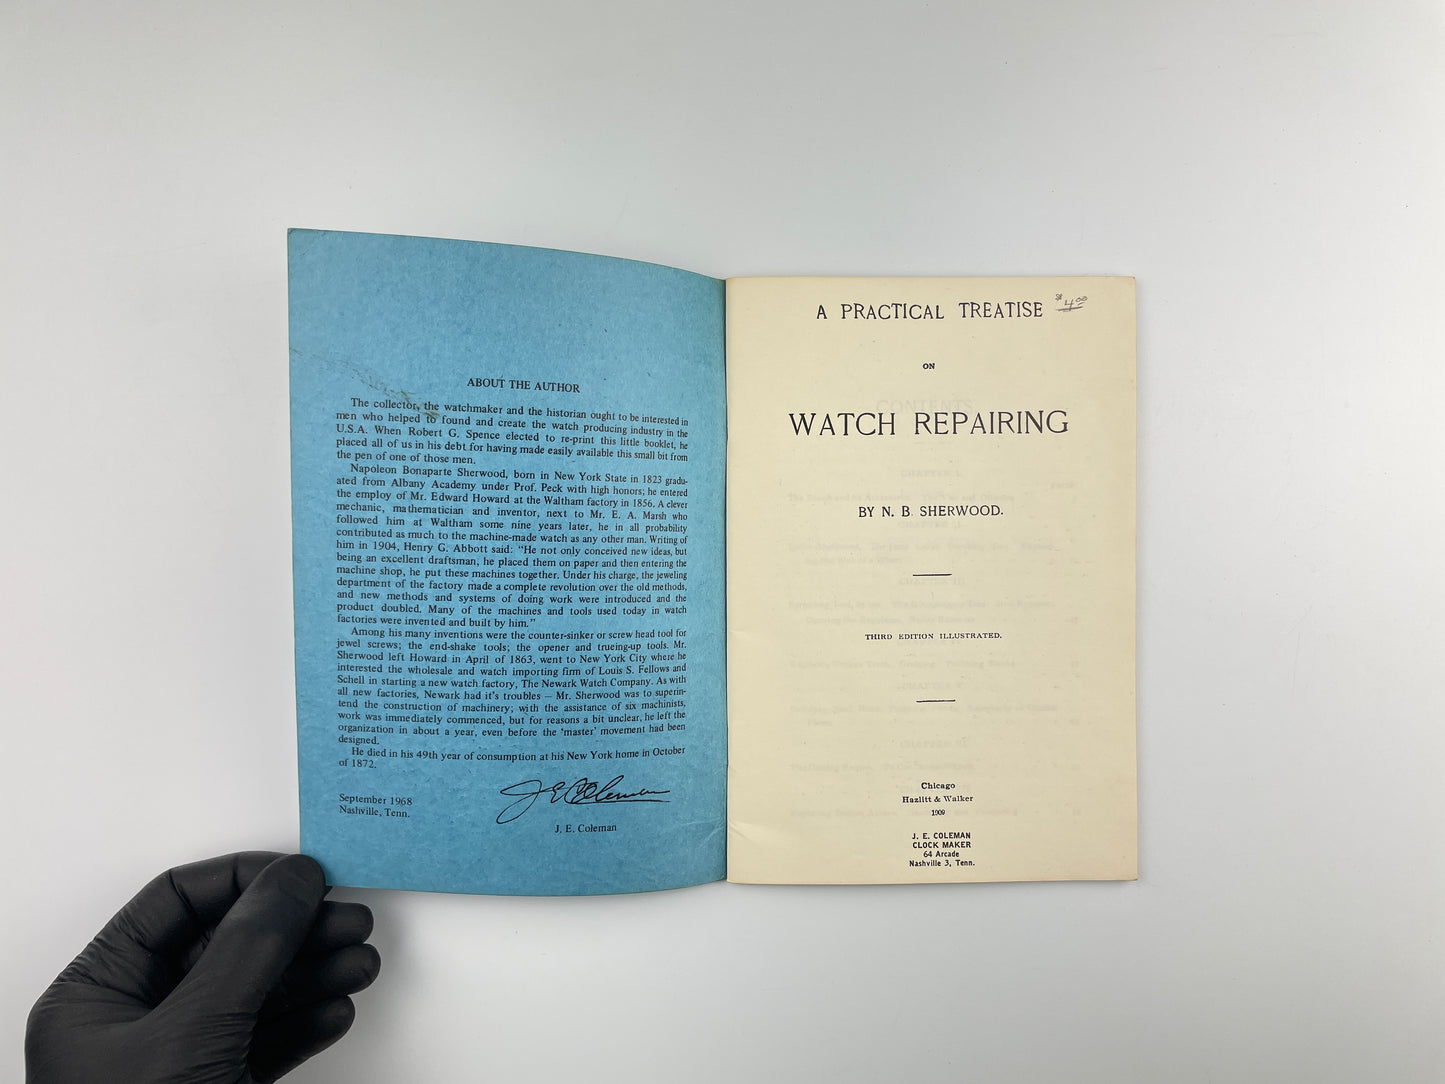 ABOUT THE AUTHOR
The collector, the watchmaker and the historian ought to be interested in
men who helped to found and create the watch producing industry in the
U.S.A. When Robert G. Spence elected to re-print this little booklet, he
placed all of us in his debt for having made easily available this small bit from
the pen of one of those men.
Napoleon Bonaparte Sherwood, born in New York State in 1823 gradu-
ated from Albany Academy under Prof. Peck with high honors; he entered
the employ of Mr. Edward Howard at the Waltham factory in 1856. A clever
mechanic, mathematician and inventor, next to Mr. E. A. Marsh who
followed him at Waltham some nine years later, he in all probability
contributed as much to the machine-made watch as any other man. Writing of
him in 1904, Henry G. Abbott said: "He not only conceived new ideas, but
being an excellent draftsman, he placed them on paper and then entering the
machine shop, he put these machines together. Under his charge, the jeweling
department of the factory made a complete revolution over the old methods,
and new methods and systems of doing work were introduced and the
product doubled. Many of the machines and tools used today in watch
factories were invented and built by him."
Among his many inventions were the counter-sinker or screw head tool for
jewel screws; the end-shake tools; the opener and trueing-up tools. Mr.
Sherwood left Howard in April of 1863, went to New York City where he
interested the wholesale and watch importing firm of Louis S. Fellows and
Schell in starting a new watch factory, The Newark Watch Company. As with
all new factories, Newark had it's troubles — Mr. Sherwood was to superin-
tend the construction of machinery; with the assistance of six machinists,
work was immediately commenced, but for reasons a bit unclear, he left the
organization in about a year, even before the 'master' movement had been
designed.
He died in his 49th year of consumption at his New York home in October
of 1872.
September 1968
Nashville, Tenn.
J E Coleman
J. E. Coleman
A PRACTICAL TREATISE
$4.00
ON
WATCH REPAIRING
BY N. B. SHERWOOD.
THIRD EDITION ILLUSTRATED.
Chicago
Hazlitt & Walker
1909
J. E. COLEMAN
CLOCK MAKER
64 Arcade
Nashville 3, Tenn.